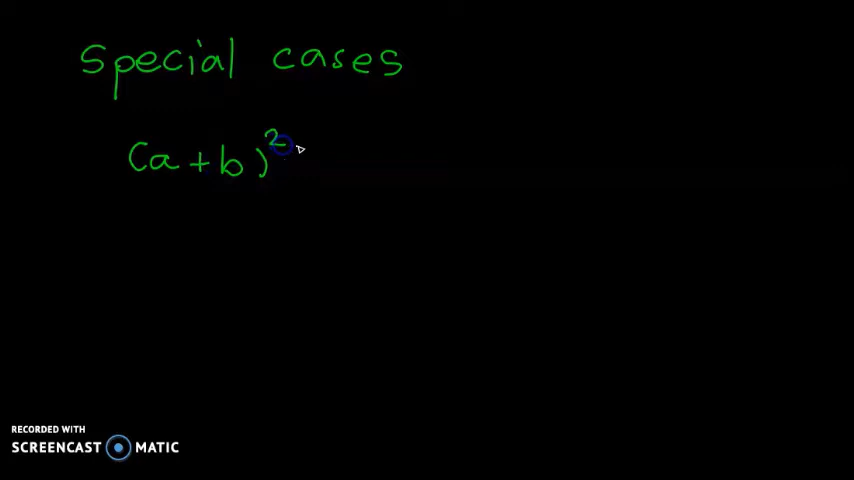 Special cases
(a + b)²
RECORDED WITH
SCREENCAST MATIC